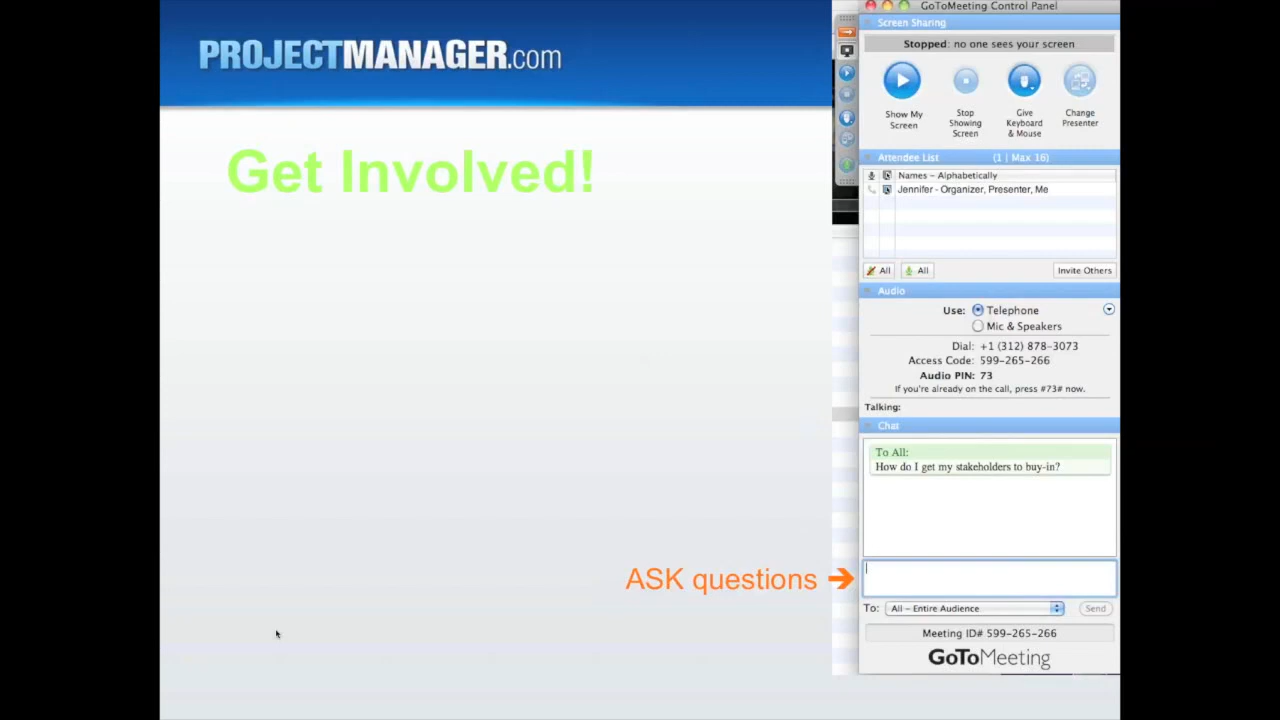 PROJECTMANAGER.com
Get Involved!
ASK questions
GoToMeeting Control Panel
Screen Sharing
Stopped: no one sees your screen
Show My
Screen
Stop
Showing
Screen
Give
Keyboard
& Mouse
Change
Presenter
Attendee List (1 | Max 16)
Names - Alphabetically
Jennifer - Organizer, Presenter, Me
All All Invite Others
Audio
Use: Telephone
Mic & Speakers
Dial: +1 (312) 878-3073
Access Code: 599-265-266
Audio PIN: 73
If you're already on the call, press #73# now.
Talking:
Chat
To All:
How do I get my stakeholders to buy-in?
To: All - Entire Audience Send
Meeting ID# 599-265-266
GoToMeeting